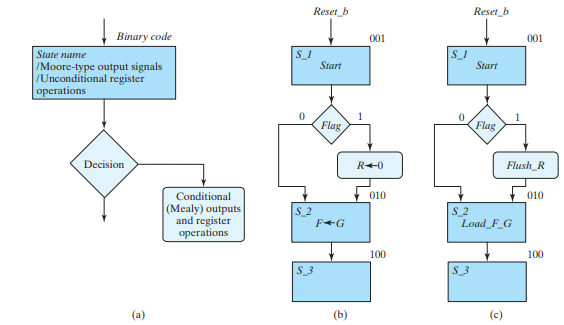 Binary code
State name
/Moore-type output signals
/Unconditional register
operations
Decision
Conditional
(Mealy) outputs
and register
operations
(a)
Reset_b
001
S_1
Start
0
1
Flag
R←0
010
S_2
F←G
100
S_3
(b)
Reset_b
001
S_1
Start
0
1
Flag
Flush_R
010
S_2
Load_F_G
100
S_3
(c)